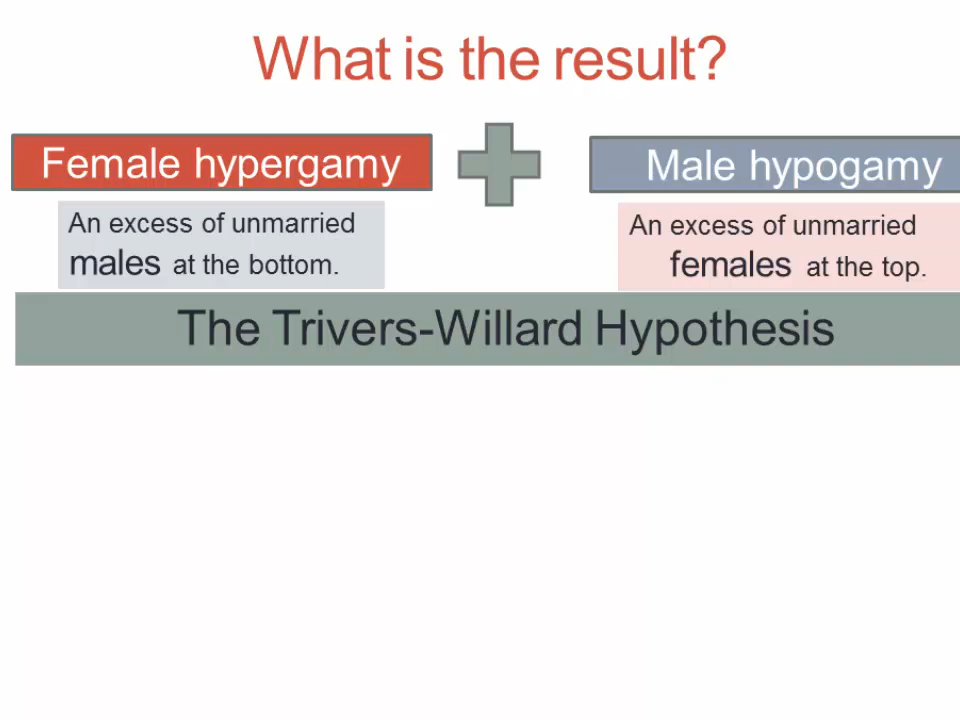 What is the result?
Female hypergamy
Male hypogamy
An excess of unmarried
males at the bottom.
An excess of unmarried
females at the top.
The Trivers-Willard Hypothesis